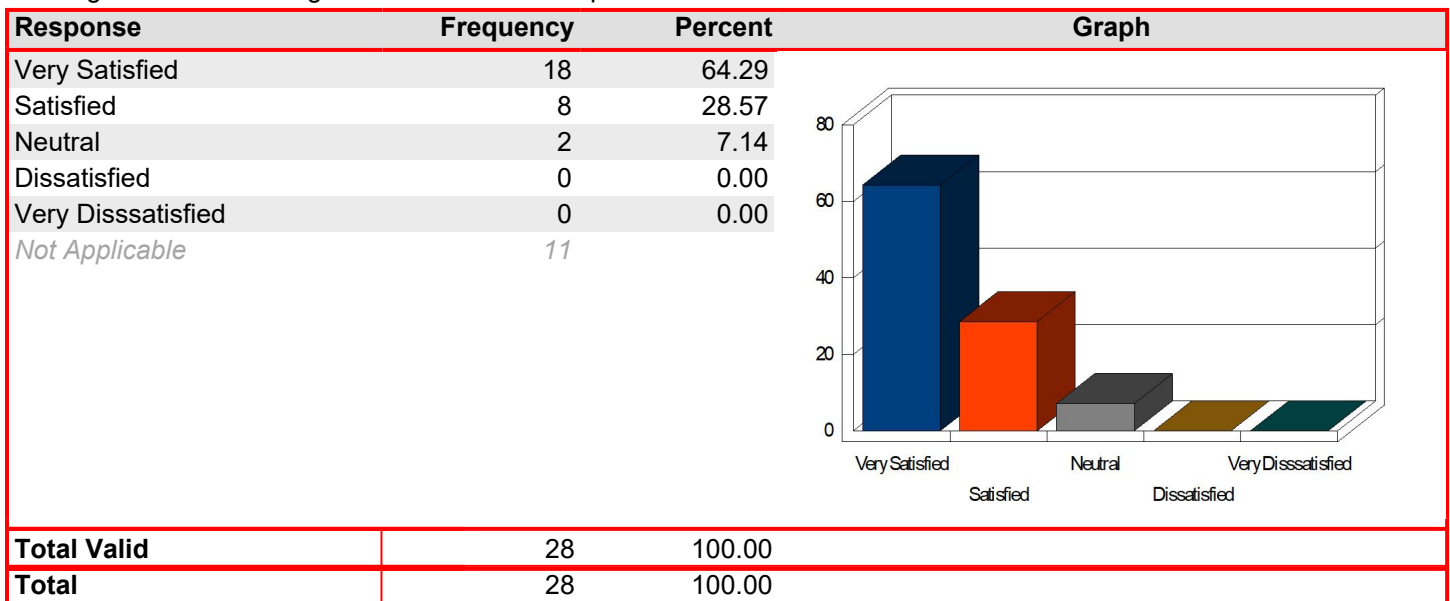 Response Frequency Percent Graph
Very Satisfied 18 64.29
Satisfied 8 28.57
Neutral 2 7.14
Dissatisfied 0 0.00
Very Disssatisfied 0 0.00
Not Applicable 11
80
60
40
20
0
Very Satisfied Neutral Very Disssatisfied
Satisfied Dissatisfied
Total Valid 28 100.00
Total 28 100.00